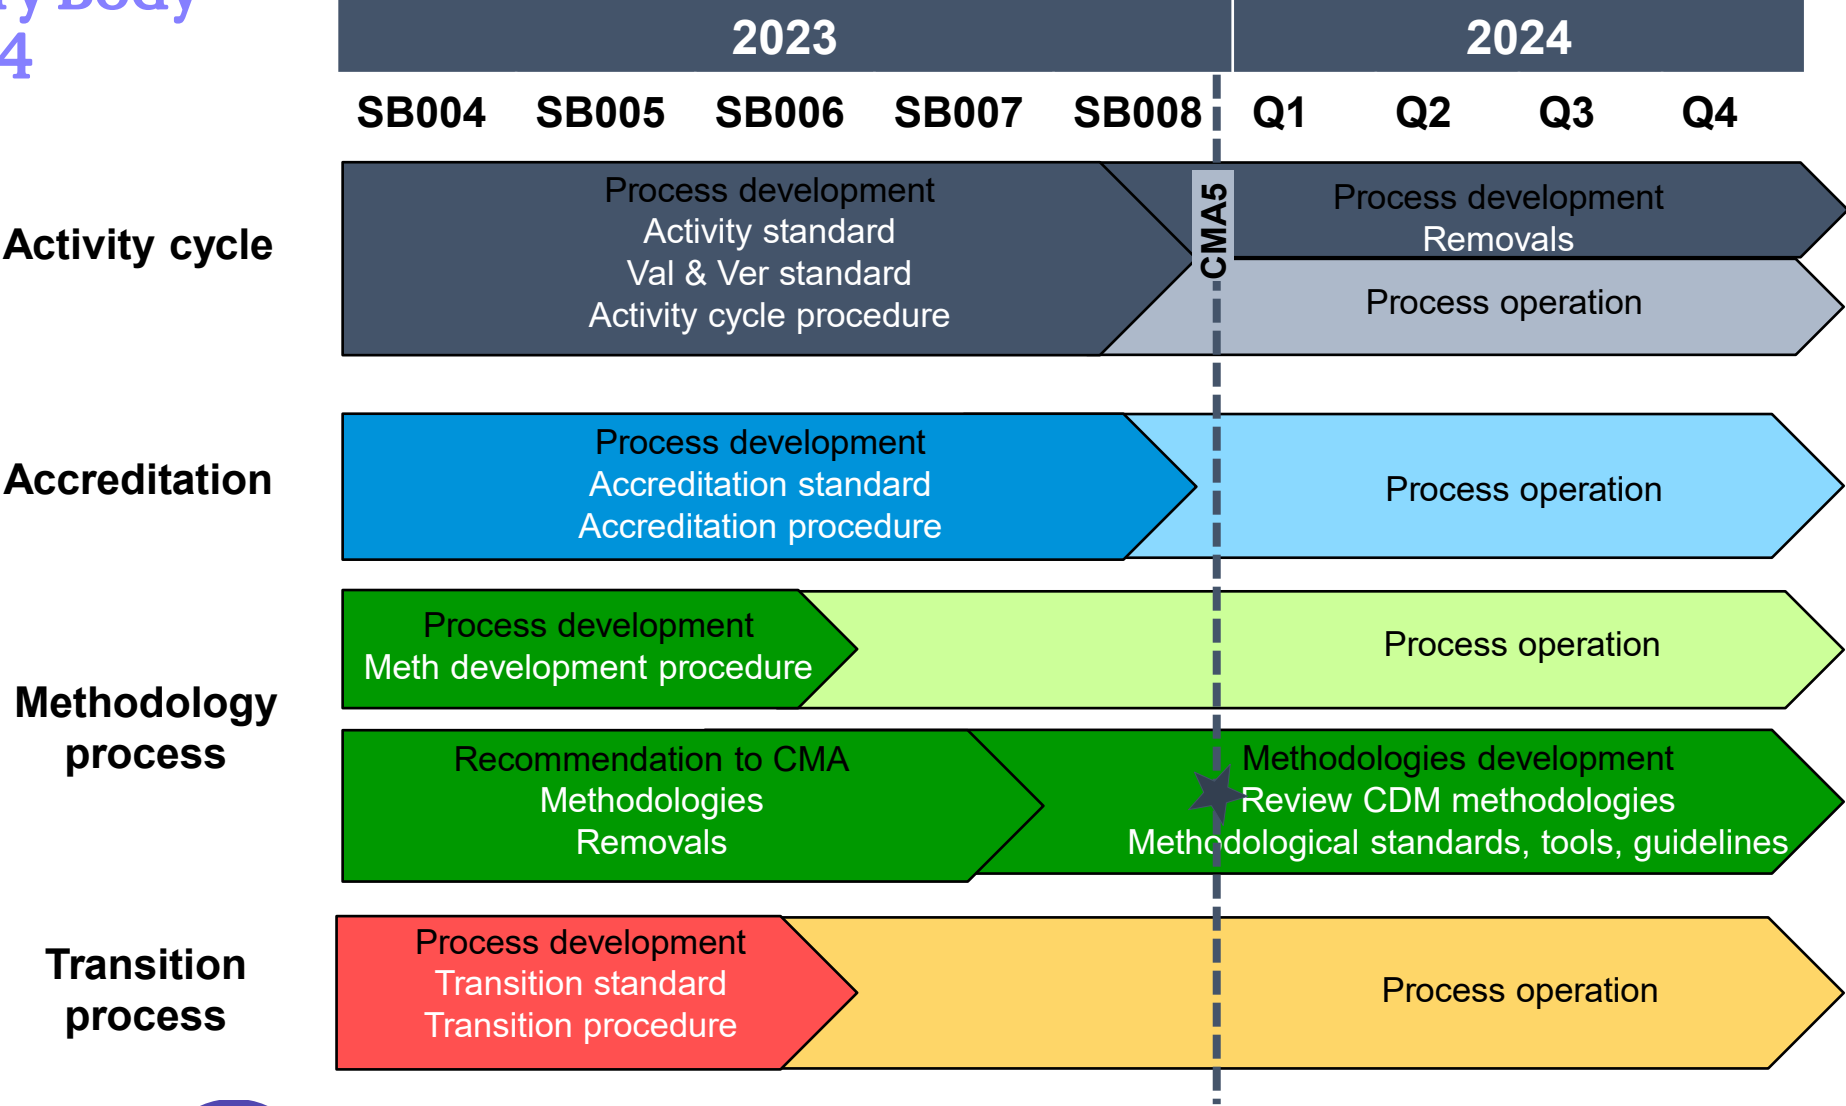 ry Body
4
2023
2024
SB004 SB005 SB006 SB007 SB008 Q1 Q2 Q3 Q4
Activity cycle
Process development
Activity standard
Val & Ver standard
Activity cycle procedure
CMA5
Process development
Removals
Process operation
Accreditation
Process development
Accreditation standard
Accreditation procedure
Process operation
Methodology
process
Process development
Meth development procedure
Process operation
Recommendation to CMA
Methodologies
Removals
Methodologies development
Review CDM methodologies
Methodological standards, tools, guidelines
Transition
process
Process development
Transition standard
Transition procedure
Process operation